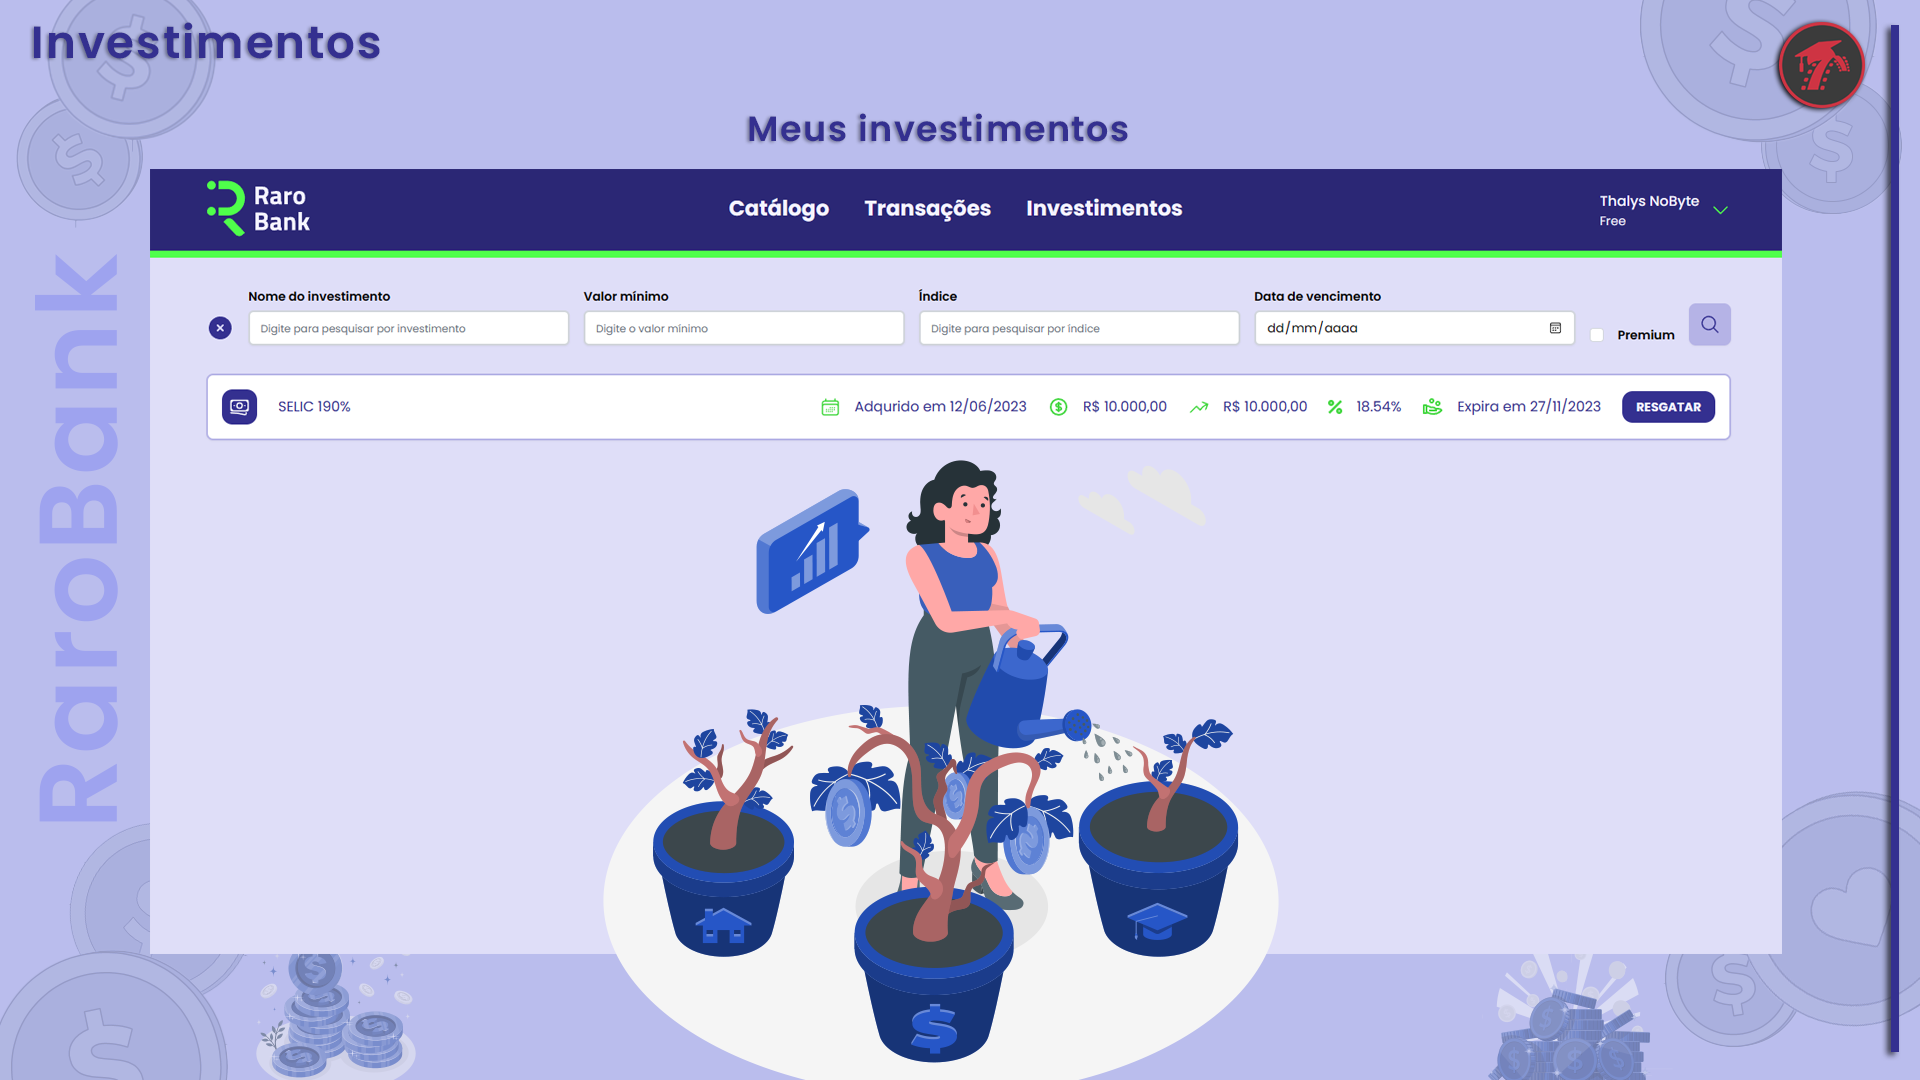 Investimentos
Meus investimentos
Raro
Bank
Catálogo
Transações
Investimentos
Thalys NoByte
Free
RaroBank
Nome do investimento
Digite para pesquisar por investimento
Valor mínimo
Digite o valor mínimo
Índice
Digite para pesquisar por índice
Data de vencimento
dd/mm/aaaa
Premium
SELIC 190%
Adqurido em 12/06/2023
R$ 10.000,00
R$ 10.000,00
18.54%
Expira em 27/11/2023
RESGATAR